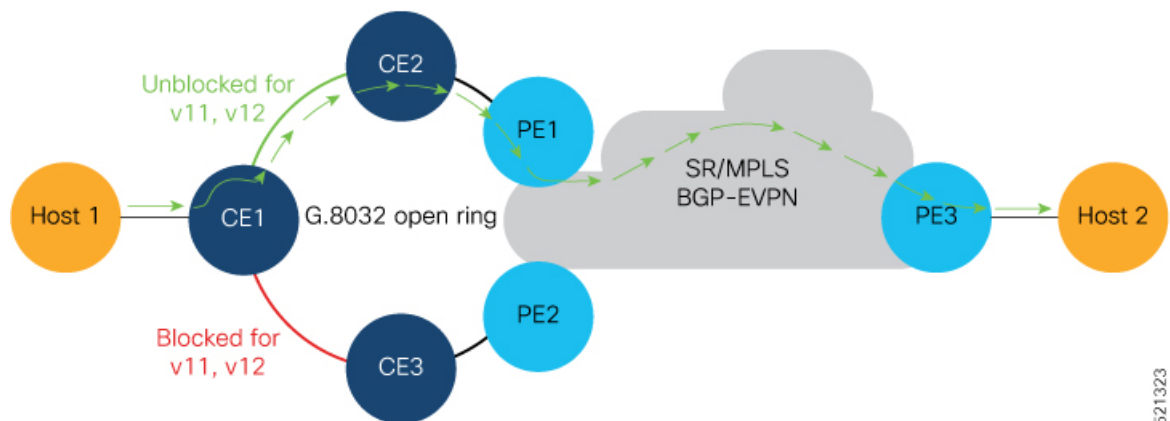 CE2
Unblocked for
v11, v12
PE1
SR/MPLS
BGP-EVPN
Host 1
CE1
G.8032 open ring
PE3
Host 2
PE2
Blocked for
v11, v12
CE3
521323